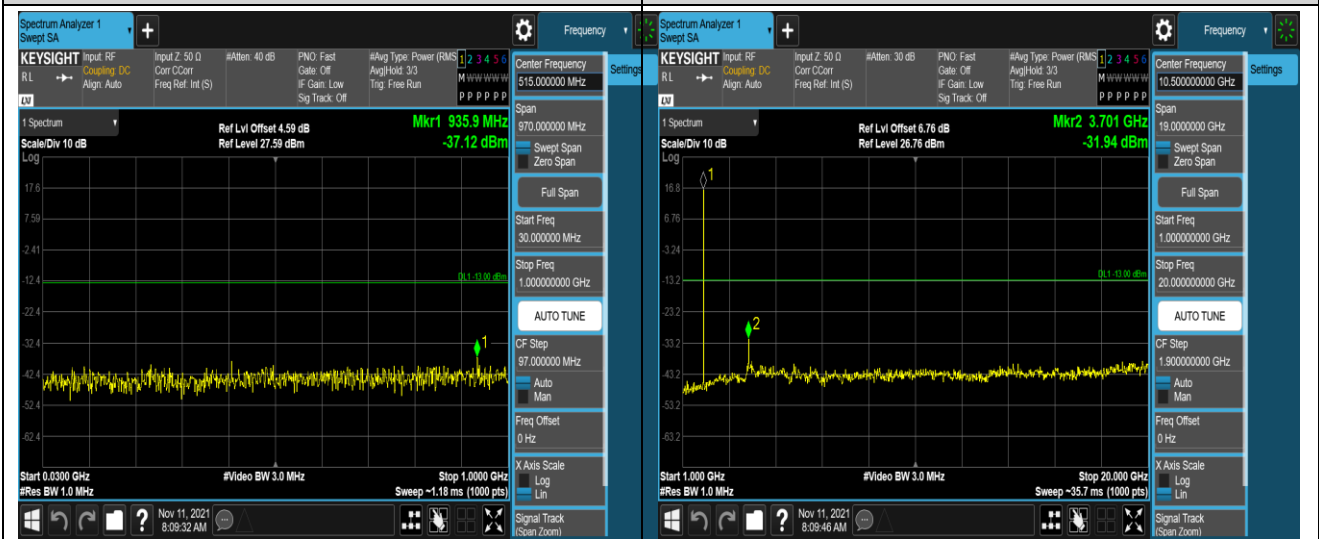 Spectrum Analyzer 1
Swept SA
+
Frequency
KEYSIGHT
Input: RF
Coupling: DC
Align: Auto
Input Z: 50 Ω
Corr CCorr
Freq Ref: Int (S)
#Atten: 40 dB
PNO: Fast
Gate: Off
IF Gain: Low
Sig Track: Off
#Avg Type: Power (RMS
Avg|Hold: 3/3
Trig: Free Run
1 2 3 4 5 6
M W W W W W
P P P P P P
RL
LXI
1 Spectrum
Scale/Div 10 dB
Log
Ref Lvl Offset 4.59 dB
Ref Level 27.59 dBm
Mkr1 935.9 MHz
-37.12 dBm
17.6
7.59
-2.41
-12.4
-22.4
-32.4
-42.4
-52.4
-62.4
DL1 -13.00 dBm
1
Start 0.0300 GHz
#Res BW 1.0 MHz
#Video BW 3.0 MHz
Stop 1.0000 GHz
Sweep ~1.18 ms (1000 pts)
Center Frequency
515.000000 MHz
Settings
Span
970.000000 MHz
Swept Span
Zero Span
Full Span
Start Freq
30.000000 MHz
Stop Freq
1.000000000 GHz
AUTO TUNE
CF Step
97.000000 MHz
Auto
Man
Freq Offset
0 Hz
X Axis Scale
Log
Lin
Signal Track
(Span Zoom)
?
Nov 11, 2021
8:09:32 AM
Spectrum Analyzer 1
Swept SA
+
Frequency
KEYSIGHT
Input: RF
Coupling: DC
Align: Auto
Input Z: 50 Ω
Corr CCorr
Freq Ref: Int (S)
#Atten: 30 dB
PNO: Fast
Gate: Off
IF Gain: Low
Sig Track: Off
#Avg Type: Power (RMS
Avg|Hold: 3/3
Trig: Free Run
1 2 3 4 5 6
M W W W W W
P P P P P P
RL
LXI
1 Spectrum
Scale/Div 10 dB
Log
Ref Lvl Offset 6.76 dB
Ref Level 26.76 dBm
Mkr2 3.701 GHz
-31.94 dBm
16.8
6.76
-3.24
-13.2
-23.2
-33.2
-43.2
-53.2
-63.2
DL1 -13.00 dBm
1
2
Start 1.000 GHz
#Res BW 1.0 MHz
#Video BW 3.0 MHz
Stop 20.000 GHz
Sweep ~35.7 ms (1000 pts)
Center Frequency
10.500000000 GHz
Settings
Span
19.0000000 GHz
Swept Span
Zero Span
Full Span
Start Freq
1.000000000 GHz
Stop Freq
20.000000000 GHz
AUTO TUNE
CF Step
1.900000000 GHz
Auto
Man
Freq Offset
0 Hz
X Axis Scale
Log
Lin
Signal Track
(Span Zoom)
?
Nov 11, 2021
8:09:46 AM